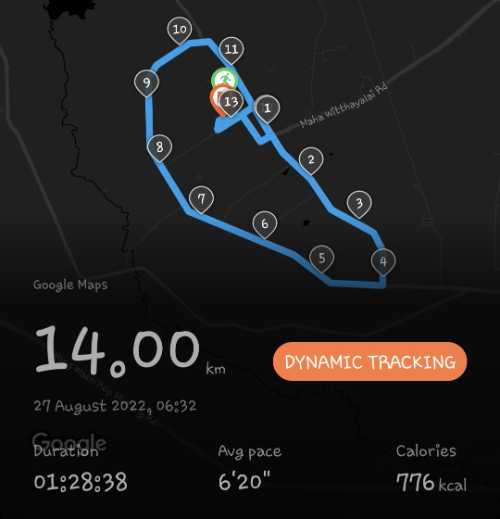 10
11
9
13
1
Maha Witthayalai Rd
8
2
7
3
6
5
4
Google Maps
14.00 km
DYNAMIC TRACKING
27 August 2022, 06:32
Google
Duration Avg pace Calories
01:28:38 6'20" 776 kcal